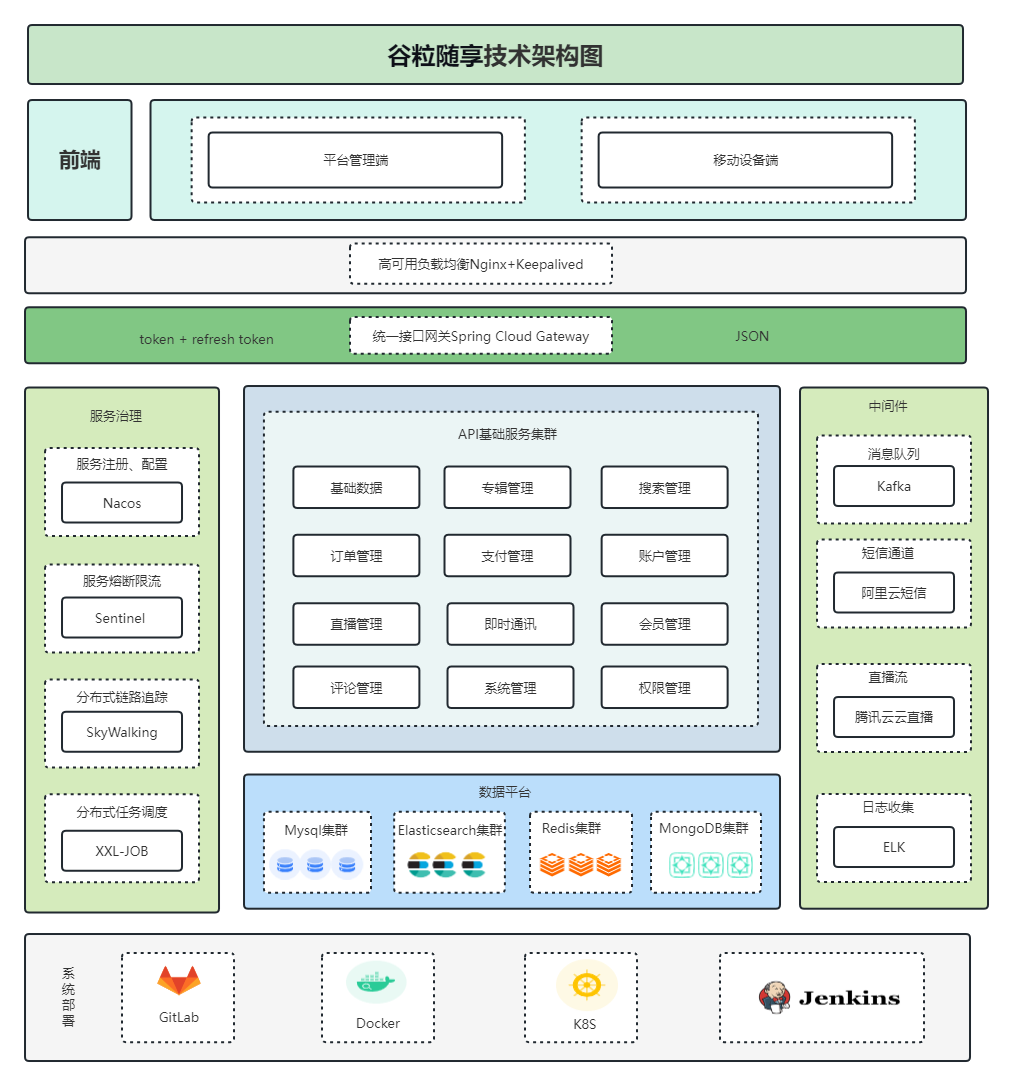 谷粒随享技术架构图
前端
平台管理端
移动设备端
高可用负载均衡Nginx+Keepalived
token + refresh token
统一接口网关Spring Cloud Gateway
JSON
服务治理
服务注册、配置
Nacos
服务熔断限流
Sentinel
分布式链路追踪
SkyWalking
分布式任务调度
XXL-JOB
API基础服务集群
基础数据
专辑管理
搜索管理
订单管理
支付管理
账户管理
直播管理
即时通讯
会员管理
评论管理
系统管理
权限管理
数据平台
Mysql集群
Elasticsearch集群
Redis集群
MongoDB集群
中间件
消息队列
Kafka
短信通道
阿里云短信
直播流
腾讯云云直播
日志收集
ELK
系统部署
GitLab
Docker
K8S
Jenkins